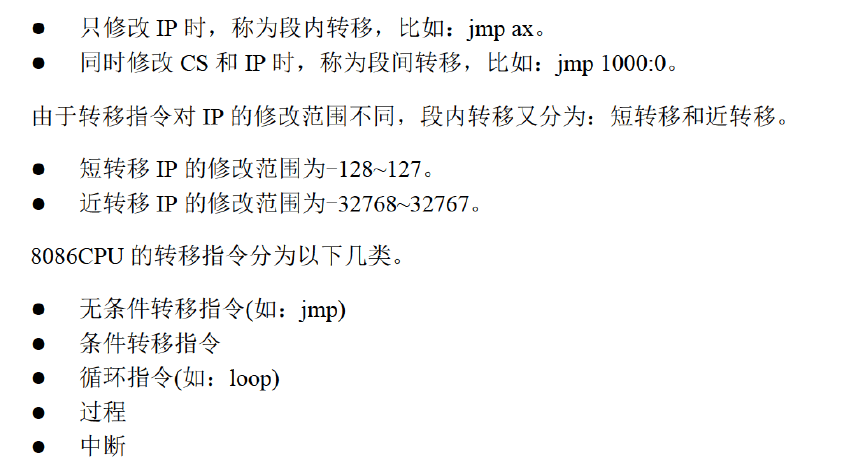 ● 只修改 IP 时，称为段内转移，比如：jmp ax。
● 同时修改 CS 和 IP 时，称为段间转移，比如：jmp 1000:0。
由于转移指令对 IP 的修改范围不同，段内转移又分为：短转移和近转移。
● 短转移 IP 的修改范围为-128~127。
● 近转移 IP 的修改范围为-32768~32767。
8086CPU 的转移指令分为以下几类。
● 无条件转移指令(如：jmp)
● 条件转移指令
● 循环指令(如：loop)
● 过程
● 中断